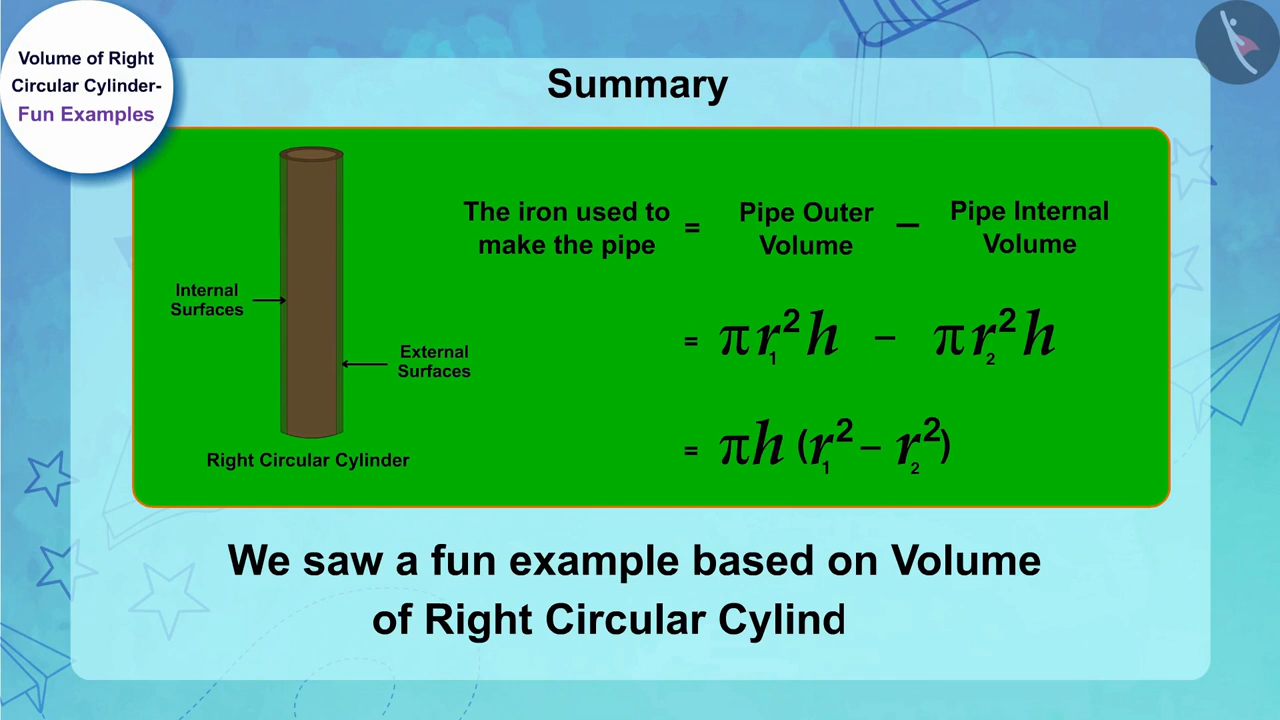 Volume of Right
Circular Cylinder-
Fun Examples
Summary
The iron used to
make the pipe
=
Pipe Outer
Volume
−
Pipe Internal
Volume
= πr₁²h − πr₂²h
= πh (r₁² − r₂²)
Internal
Surfaces
External
Surfaces
Right Circular Cylinder
We saw a fun example based on Volume
of Right Circular Cylind